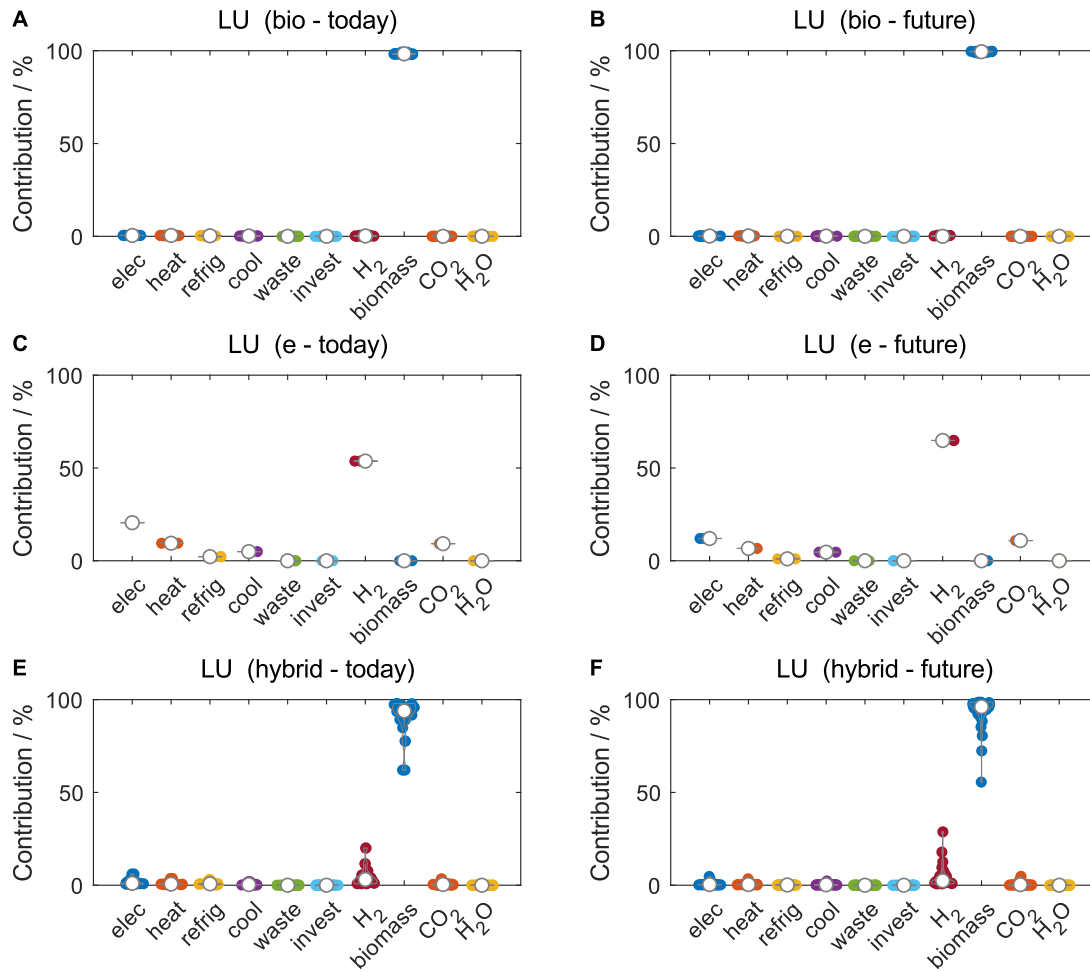 A LU (bio - today)
Contribution / %
100
50
0
elec heat refrig cool waste invest H2 biomass CO2 H2O
B LU (bio - future)
Contribution / %
100
50
0
elec heat refrig cool waste invest H2 biomass CO2 H2O
C LU (e - today)
Contribution / %
100
50
0
elec heat refrig cool waste invest H2 biomass CO2 H2O
D LU (e - future)
Contribution / %
100
50
0
elec heat refrig cool waste invest H2 biomass CO2 H2O
E LU (hybrid - today)
Contribution / %
100
50
0
elec heat refrig cool waste invest H2 biomass CO2 H2O
F LU (hybrid - future)
Contribution / %
100
50
0
elec heat refrig cool waste invest H2 biomass CO2 H2O